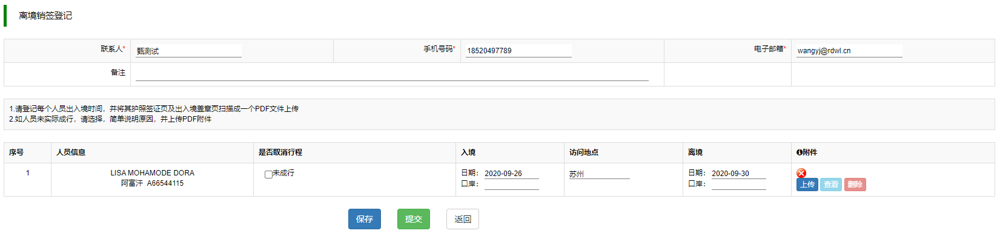 离境销签登记
联系人* 甄测试 手机号码* 18520497789 电子邮箱* wangyj@rdwl.cn
备注
1.请登记每个人员出入境时间，并将其护照签证页及出入境盖章页扫描成一个PDF文件上传
2.如人员未实际成行，请选择，简单说明原因，并上传PDF附件
序号 人员信息 是否取消行程 入境 访问地点 离境 附件
1 LISA MOHAMODE DORA 未成行 日期： 2020-09-26 苏州 日期： 2020-09-30
阿富汗 A66544115 口岸： 口岸： 上传 查看 删除
保存 提交 返回